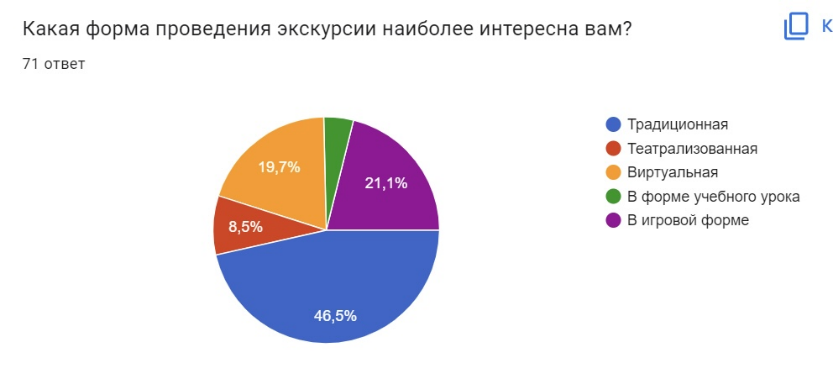 Какая форма проведения экскурсии наиболее интересна вам?
К
71 ответ
Традиционная
Театрализованная
Виртуальная
В форме учебного урока
В игровой форме
19,7%
21,1%
8,5%
46,5%